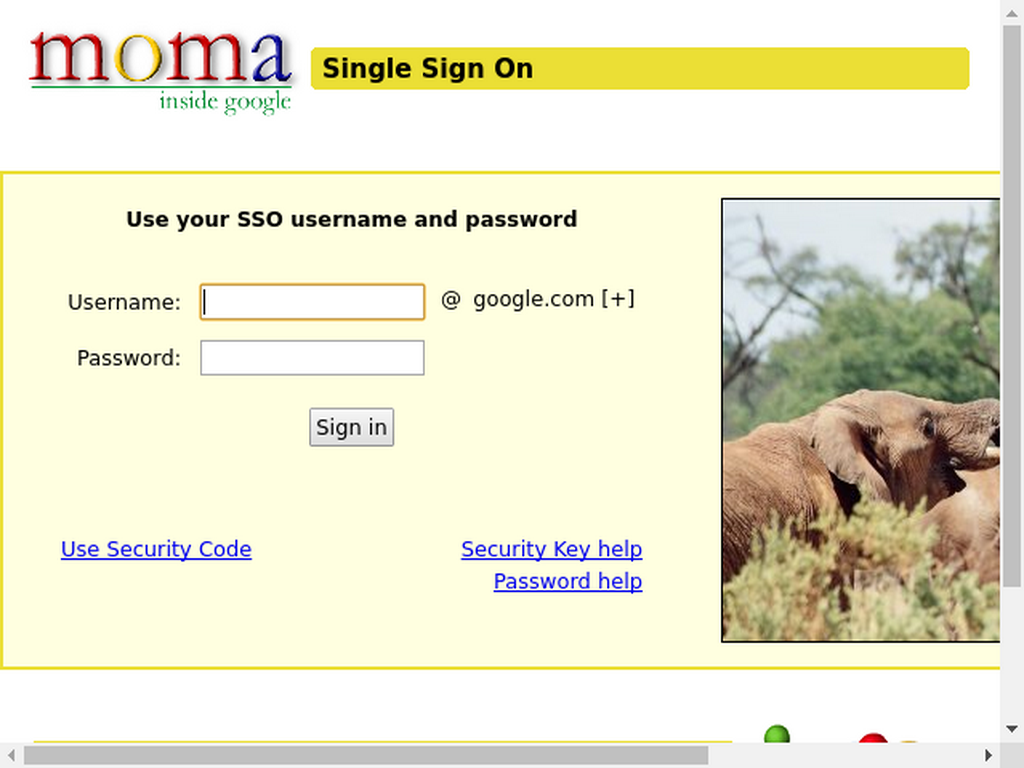 moma
inside google
Single Sign On
Use your SSO username and password
Username:
@ google.com [+]
Password:
Sign in
Use Security Code
Security Key help
Password help